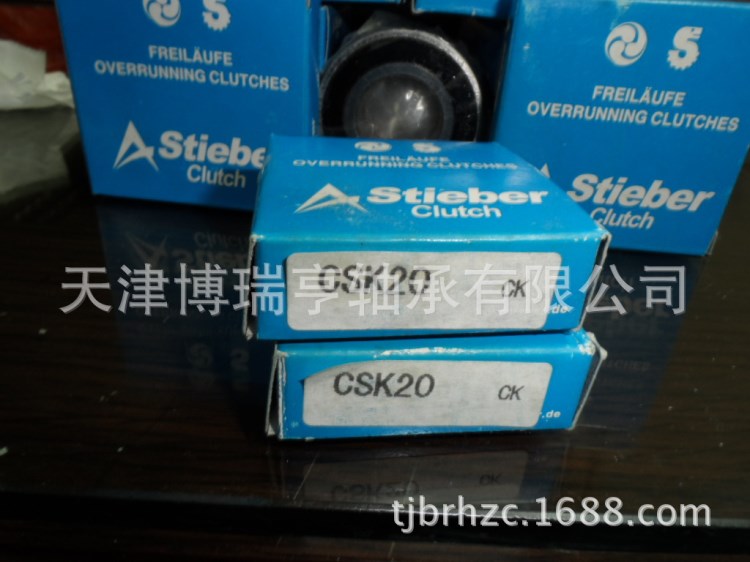 FREILÄUFE
OVERRUNNING CLUTCHES
Stieber
Clutch
FREILÄUFE
OVERRUNNING CLUTCHES
Stieber
Clutch
FREILÄUFE
OVERRUNNING CLUTCHES
Stieber
Clutch
CSK20 CK
天津博瑞亨轴承有限公司
CSK20 CK
.de
tjbrhzc.1688.com